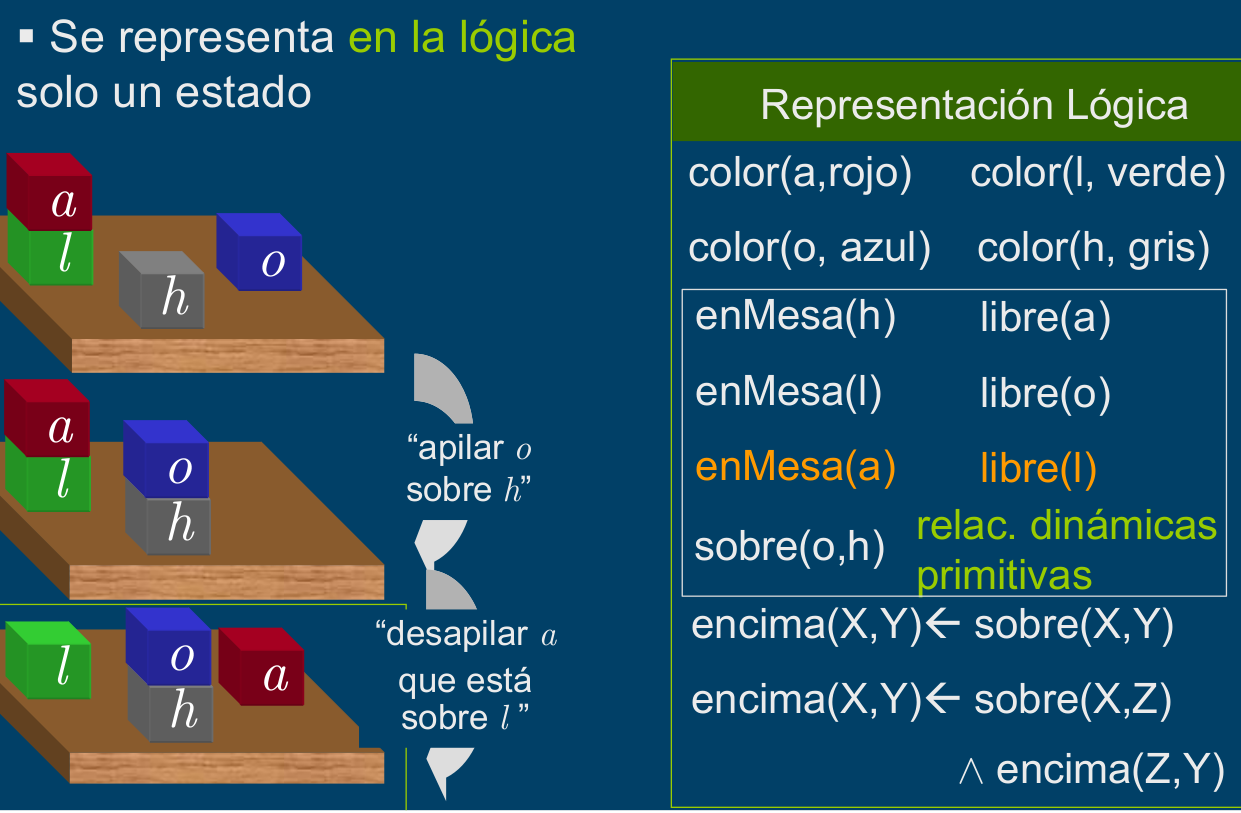 ▪ Se representa en la lógica
solo un estado
a
l
h
o
a
l
o
h
“apilar o
sobre h”
l
o
h
a
“desapilar a
que está
sobre l ”
Representación Lógica
color(a,rojo) color(l, verde)
color(o, azul) color(h, gris)
enMesa(h) libre(a)
enMesa(l) libre(o)
enMesa(a) libre(l)
sobre(o,h) relac. dinámicas
primitivas
encima(X,Y)← sobre(X,Y)
encima(X,Y)← sobre(X,Z)
∧ encima(Z,Y)